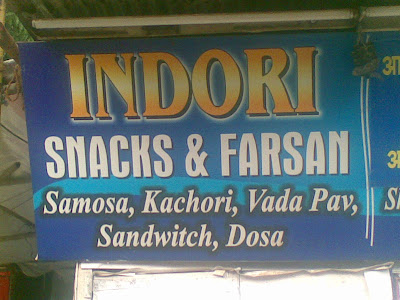 INDORI
SNACKS & FARSAN
Samosa, Kachori, Vada Pav,
Sandwitch, Dosa